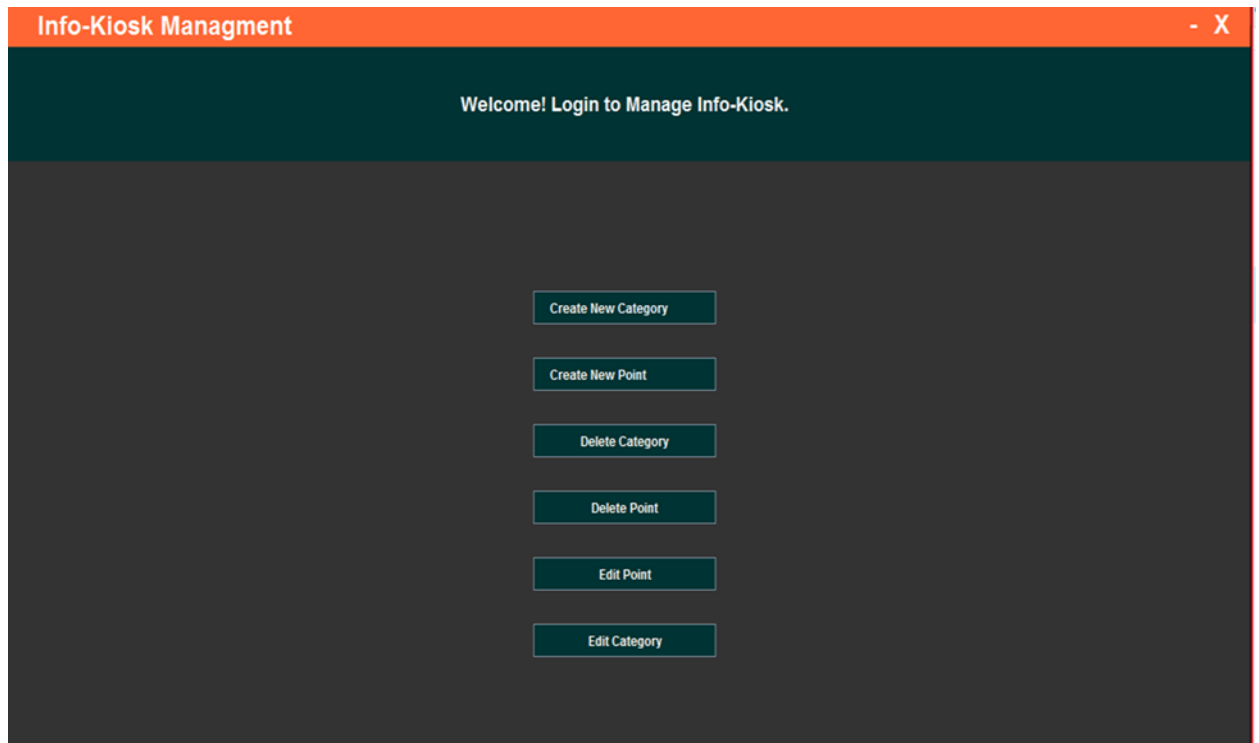 Info-Kiosk Managment
- X
Welcome! Login to Manage Info-Kiosk.
Create New Category
Create New Point
Delete Category
Delete Point
Edit Point
Edit Category